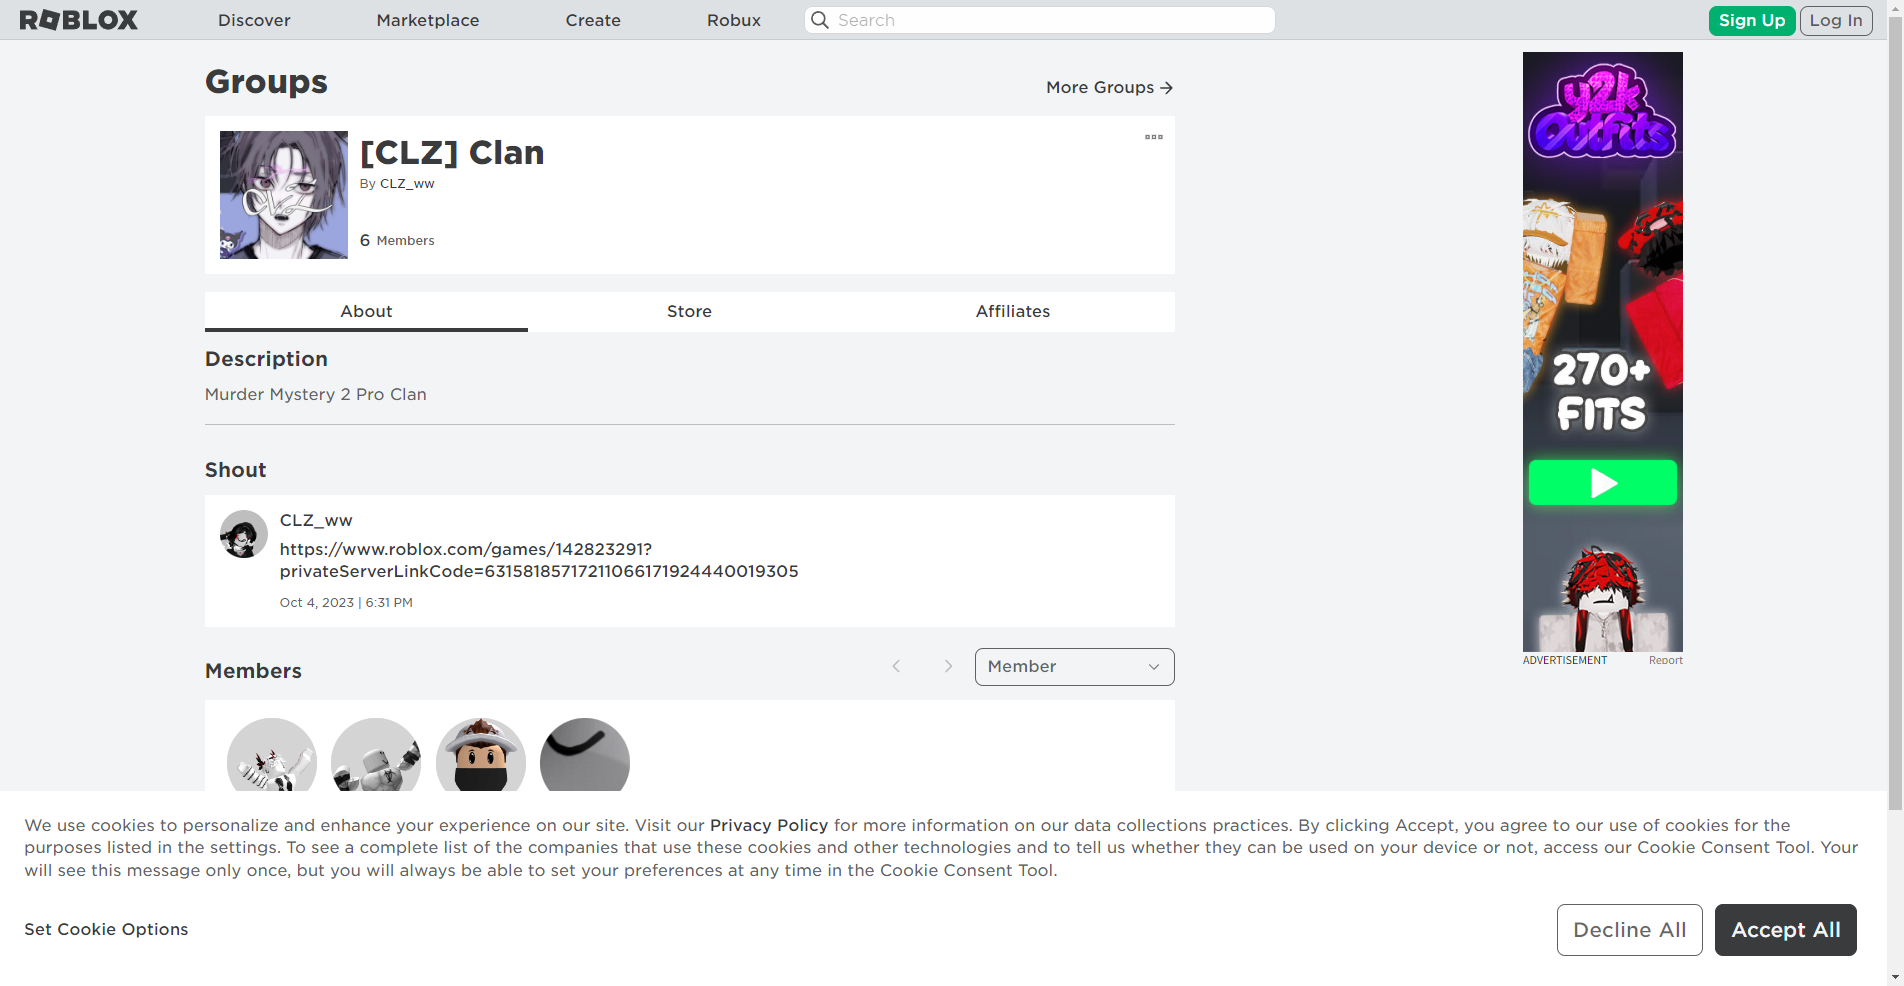 ROBLOX
Discover
Marketplace
Create
Robux
Search
Sign Up
Log In
Groups
More Groups
[CLZ] Clan
By CLZ_ww
6 Members
About
Store
Affiliates
Description
Murder Mystery 2 Pro Clan
Shout
CLZ_ww
https://www.roblox.com/games/142823291?
privateServerLinkCode=63158185717211066171924440019305
Oct 4, 2023 | 6:31 PM
Members
Member
y2k
Outfits
270+
FITS
ADVERTISEMENT
Report
We use cookies to personalize and enhance your experience on our site. Visit our Privacy Policy for more information on our data collections practices. By clicking Accept, you agree to our use of cookies for the
purposes listed in the settings. To see a complete list of the companies that use these cookies and other technologies and to tell us whether they can be used on your device or not, access our Cookie Consent Tool. Your
will see this message only once, but you will always be able to set your preferences at any time in the Cookie Consent Tool.
Set Cookie Options
Decline All
Accept All